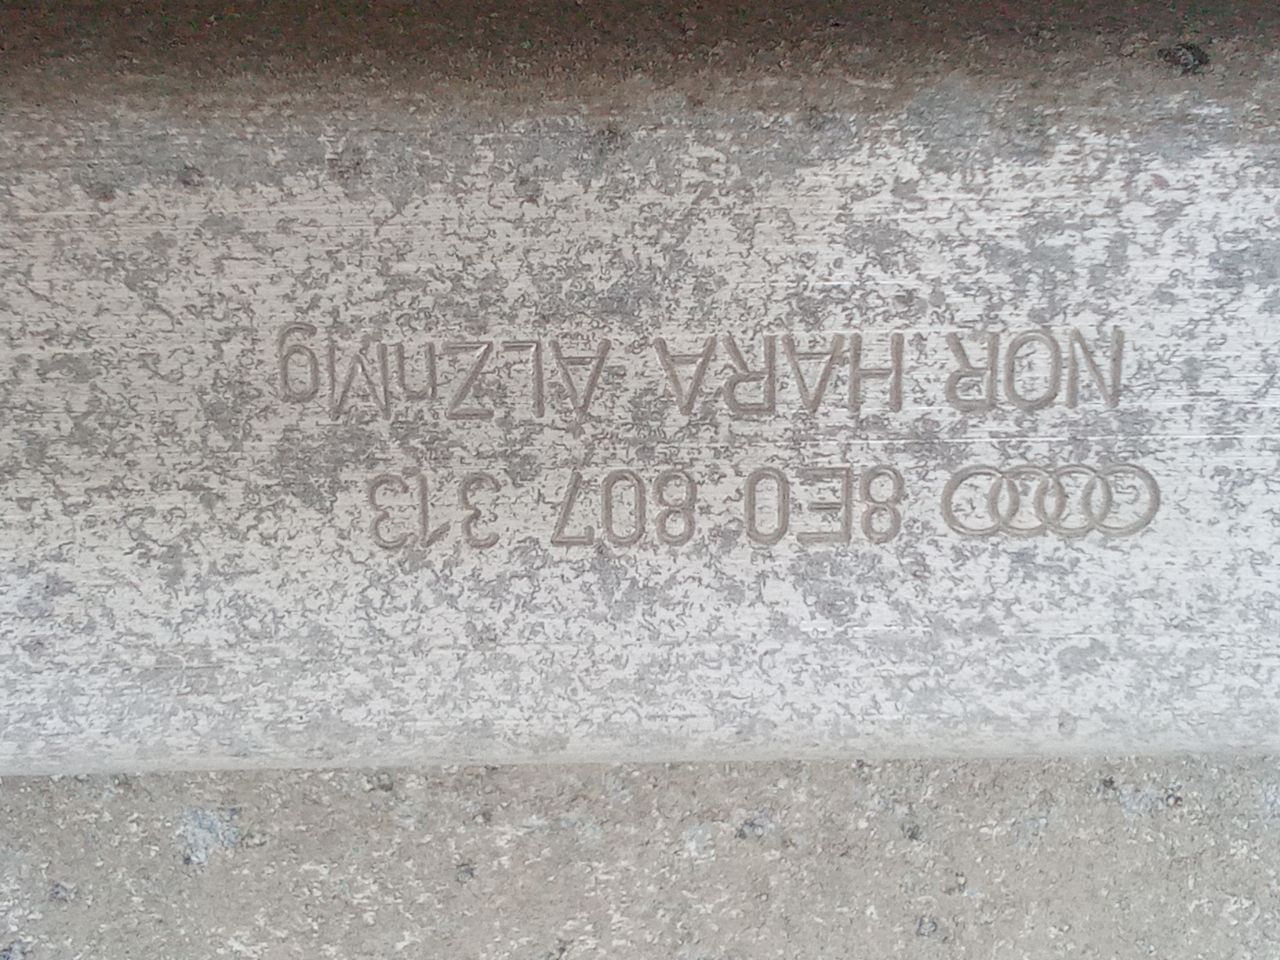 8E0 807 313
NOR HARA ALZnMg